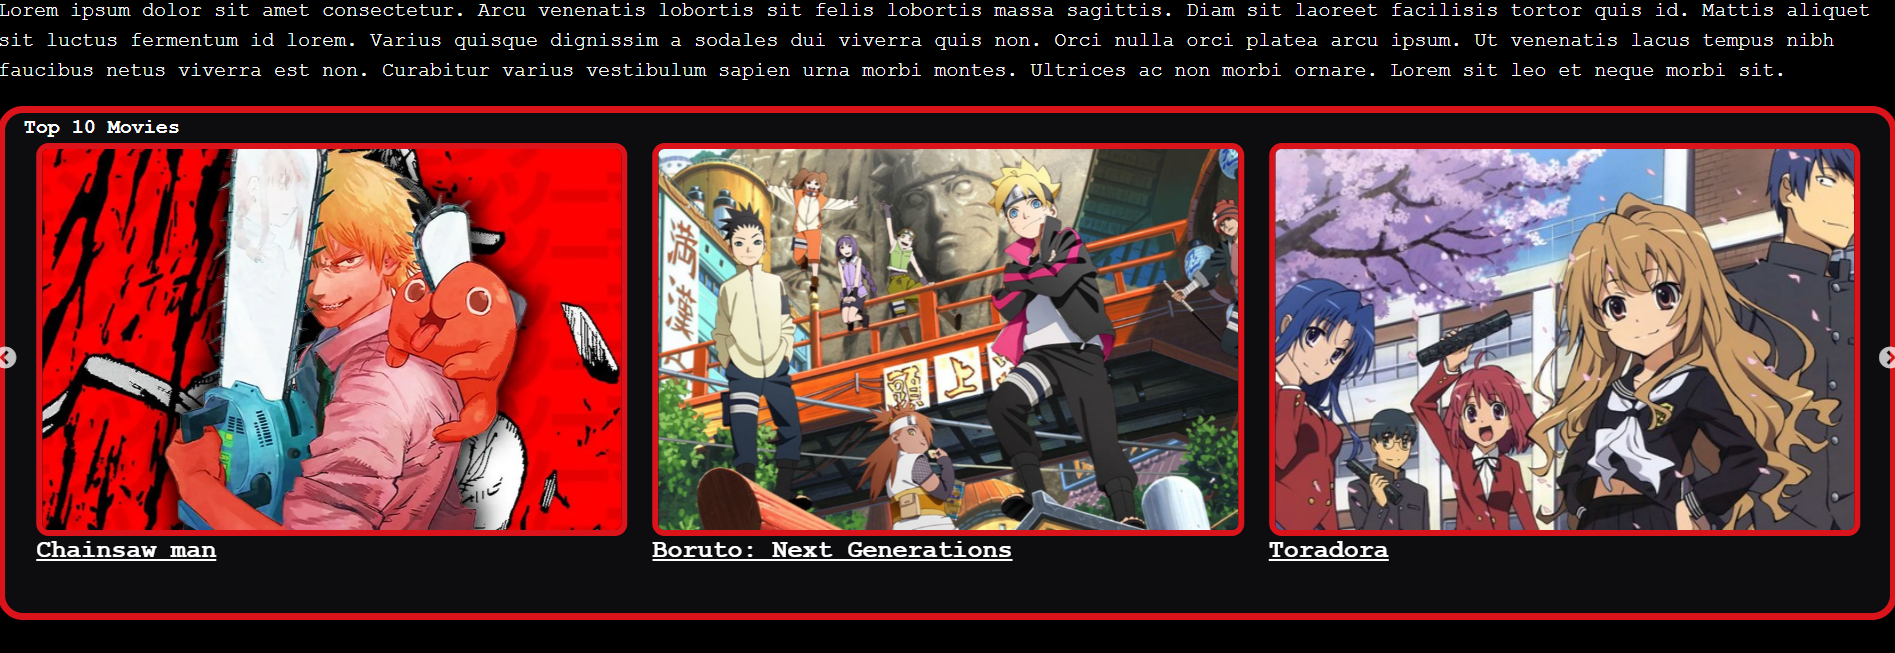 Lorem ipsum dolor sit amet consectetur. Arcu venenatis lobortis sit felis lobortis massa sagittis. Diam sit laoreet facilisis tortor quis id. Mattis aliquet
sit luctus fermentum id lorem. Varius quisque dignissim a sodales dui viverra quis non. Orci nulla orci platea arcu ipsum. Ut venenatis lacus tempus nibh
faucibus netus viverra est non. Curabitur varius vestibulum sapien urna morbi montes. Ultrices ac non morbi ornare. Lorem sit leo et neque morbi sit.
Top 10 Movies
満漢
上
Chainsaw man
Boruto: Next Generations
Toradora